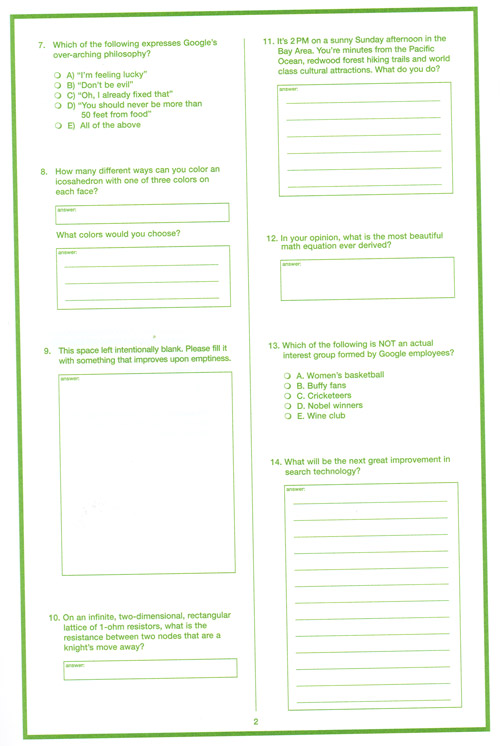 7. Which of the following expresses Google's
over-arching philosophy?
A) "I'm feeling lucky"
B) "Don't be evil"
C) "Oh, I already fixed that"
D) "You should never be more than
50 feet from food"
E) All of the above
8. How many different ways can you color an
icosahedron with one of three colors on
each face?
answer:
What colors would you choose?
answer:
9. This space left intentionally blank. Please fill it
with something that improves upon emptiness.
answer:
10. On an infinite, two-dimensional, rectangular
lattice of 1-ohm resistors, what is the
resistance between two nodes that are a
knight's move away?
answer:
11. It's 2 PM on a sunny Sunday afternoon in the
Bay Area. You're minutes from the Pacific
Ocean, redwood forest hiking trails and world
class cultural attractions. What do you do?
answer:
12. In your opinion, what is the most beautiful
math equation ever derived?
answer:
13. Which of the following is NOT an actual
interest group formed by Google employees?
A. Women's basketball
B. Buffy fans
C. Cricketeers
D. Nobel winners
E. Wine club
14. What will be the next great improvement in
search technology?
answer:
2